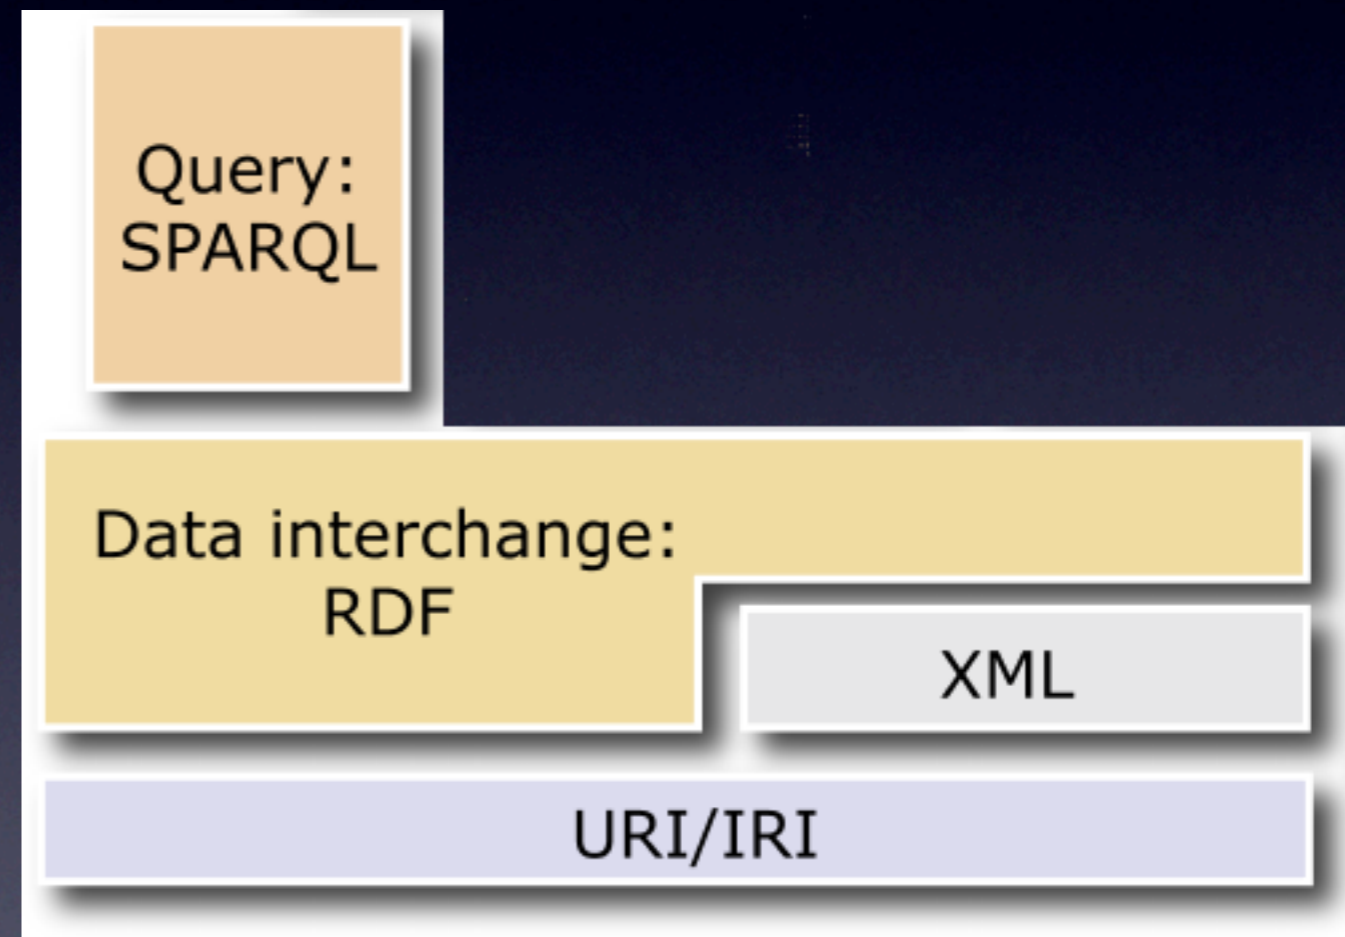 Query:
SPARQL
Data interchange:
RDF
XML
URI/IRI